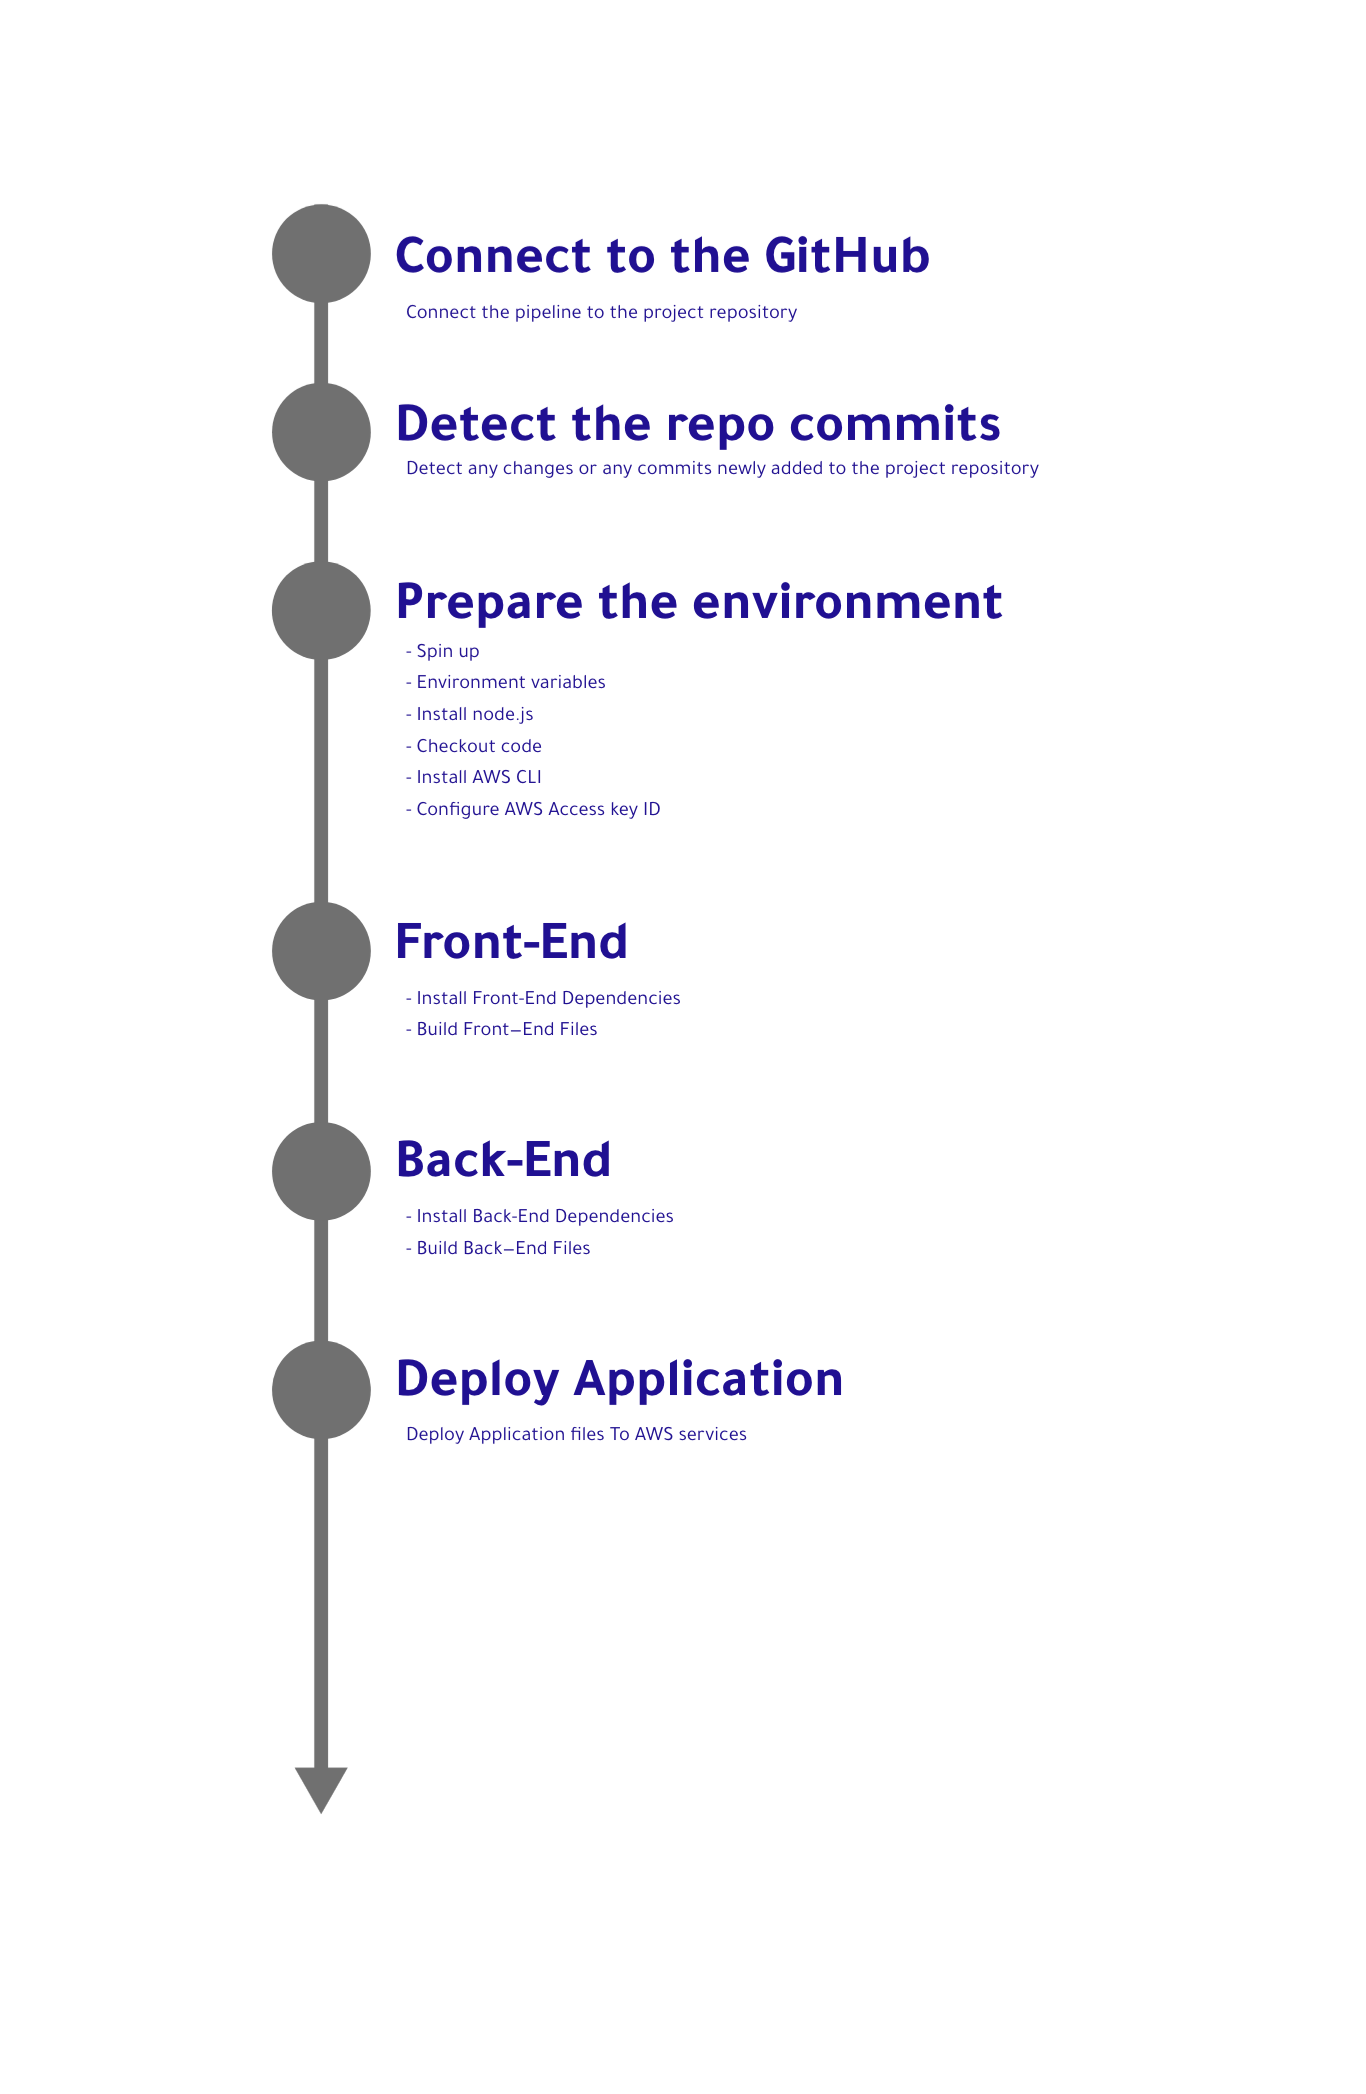 Connect to the GitHub
Connect the pipeline to the project repository
Detect the repo commits
Detect any changes or any commits newly added to the project repository
Prepare the environment
- Spin up
- Environment variables
- Install node.js
- Checkout code
- Install AWS CLI
- Configure AWS Access key ID
Front-End
- Install Front-End Dependencies
- Build Front–End Files
Back-End
- Install Back-End Dependencies
- Build Back–End Files
Deploy Application
Deploy Application files To AWS services